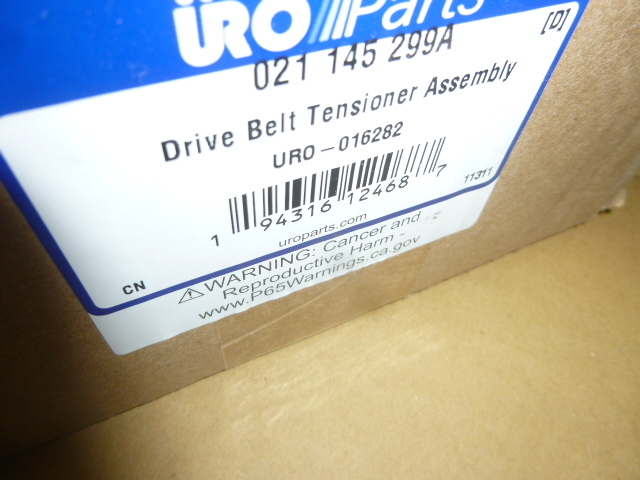 URO Parts
021 145 299A
[D]
Drive Belt Tensioner Assembly
URO-016282
1 94316 12468 7
11311
uroparts.com
CN
⚠WARNING: Cancer and
Reproductive Harm -
www.P65Warnings.ca.gov